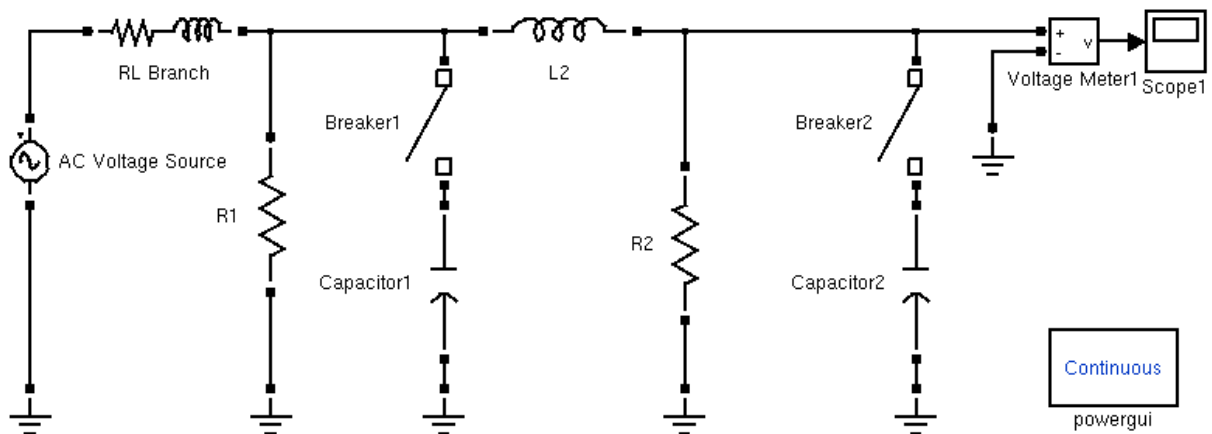 RL Branch
L2
+
-
v
Voltage Meter1
Scope1
Breaker1
Breaker2
AC Voltage Source
R1
R2
Capacitor1
Capacitor2
Continuous
powergui